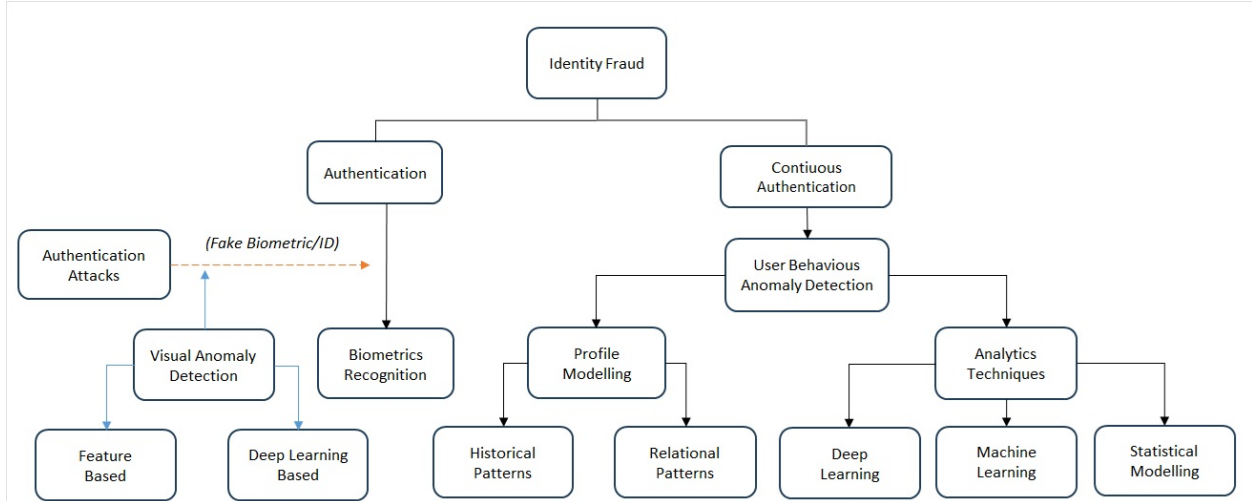 Identity Fraud
Authentication
Contiuous
Authentication
(Fake Biometric/ID)
Authentication
Attacks
User Behavious
Anomaly Detection
Visual Anomaly
Detection
Biometrics
Recognition
Profile
Modelling
Analytics
Techniques
Feature
Based
Deep Learning
Based
Historical
Patterns
Relational
Patterns
Deep
Learning
Machine
Learning
Statistical
Modelling